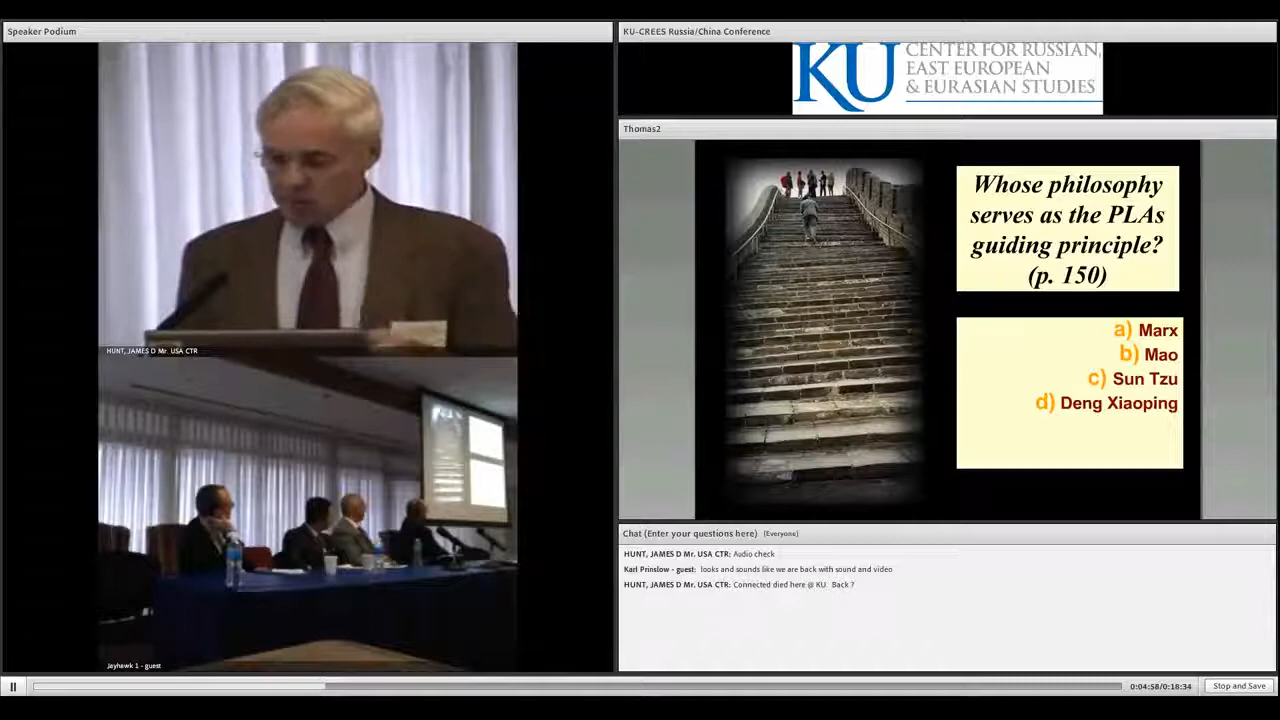 Speaker Podium
HUNT, JAMES D Mr. USA CTR
Jayhawk 1 - guest
KU-CREES Russia/China Conference
KU
CENTER FOR RUSSIAN,
EAST EUROPEAN
& EURASIAN STUDIES
Thomas2
Whose philosophy
serves as the PLAs
guiding principle?
(p. 150)
a) Marx
b) Mao
c) Sun Tzu
d) Deng Xiaoping
Chat (Enter your questions here) (Everyone)
HUNT, JAMES D Mr. USA CTR: Audio check
Karl Prinslow - guest: looks and sounds like we are back with sound and video
HUNT, JAMES D Mr. USA CTR: Connected died here @ KU. Back ?
0:04:58/0:18:34
Stop and Save